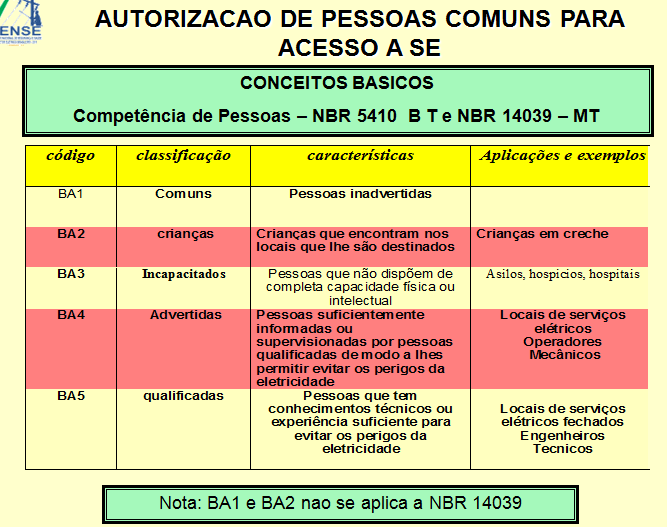 ENSE
AUTORIZACAO DE PESSOAS COMUNS PARA
ACESSO A SE
CONCEITOS BASICOS
Competência de Pessoas – NBR 5410 B T e NBR 14039 – MT
código classificação características Aplicações e exemplos
BA1 Comuns Pessoas inadvertidas
BA2 crianças Crianças que encontram nos
locais que lhe são destinados
Crianças em creche
BA3 Incapacitados Pessoas que não dispõem de
completa capacidade física ou
intelectual
Asilos, hospicios, hospitais
BA4 Advertidas Pessoas suficientemente
informadas ou
supervisionadas por pessoas
qualificadas de modo a lhes
permitir evitar os perigos da
eletricidade
Locais de serviços
elétricos
Operadores
Mecânicos
BA5 qualificadas Pessoas que tem
conhecimentos técnicos ou
experiência suficiente para
evitar os perigos da
eletricidade
Locais de serviços
elétricos fechados
Engenheiros
Tecnicos
Nota: BA1 e BA2 nao se aplica a NBR 14039